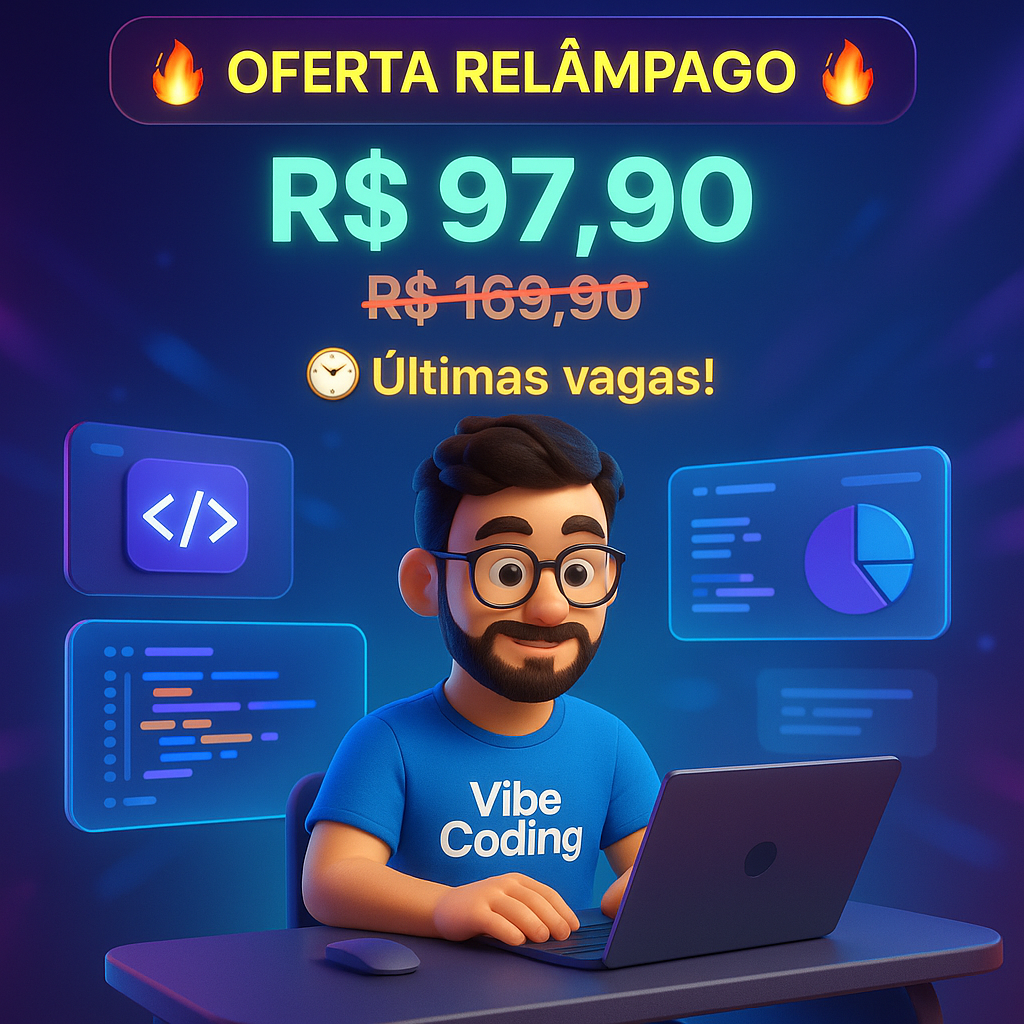 🔥 OFERTA RELÂMPAGO 🔥
R$ 97,90
R$ 169,90
Últimas vagas!
</>
Vibe
Coding